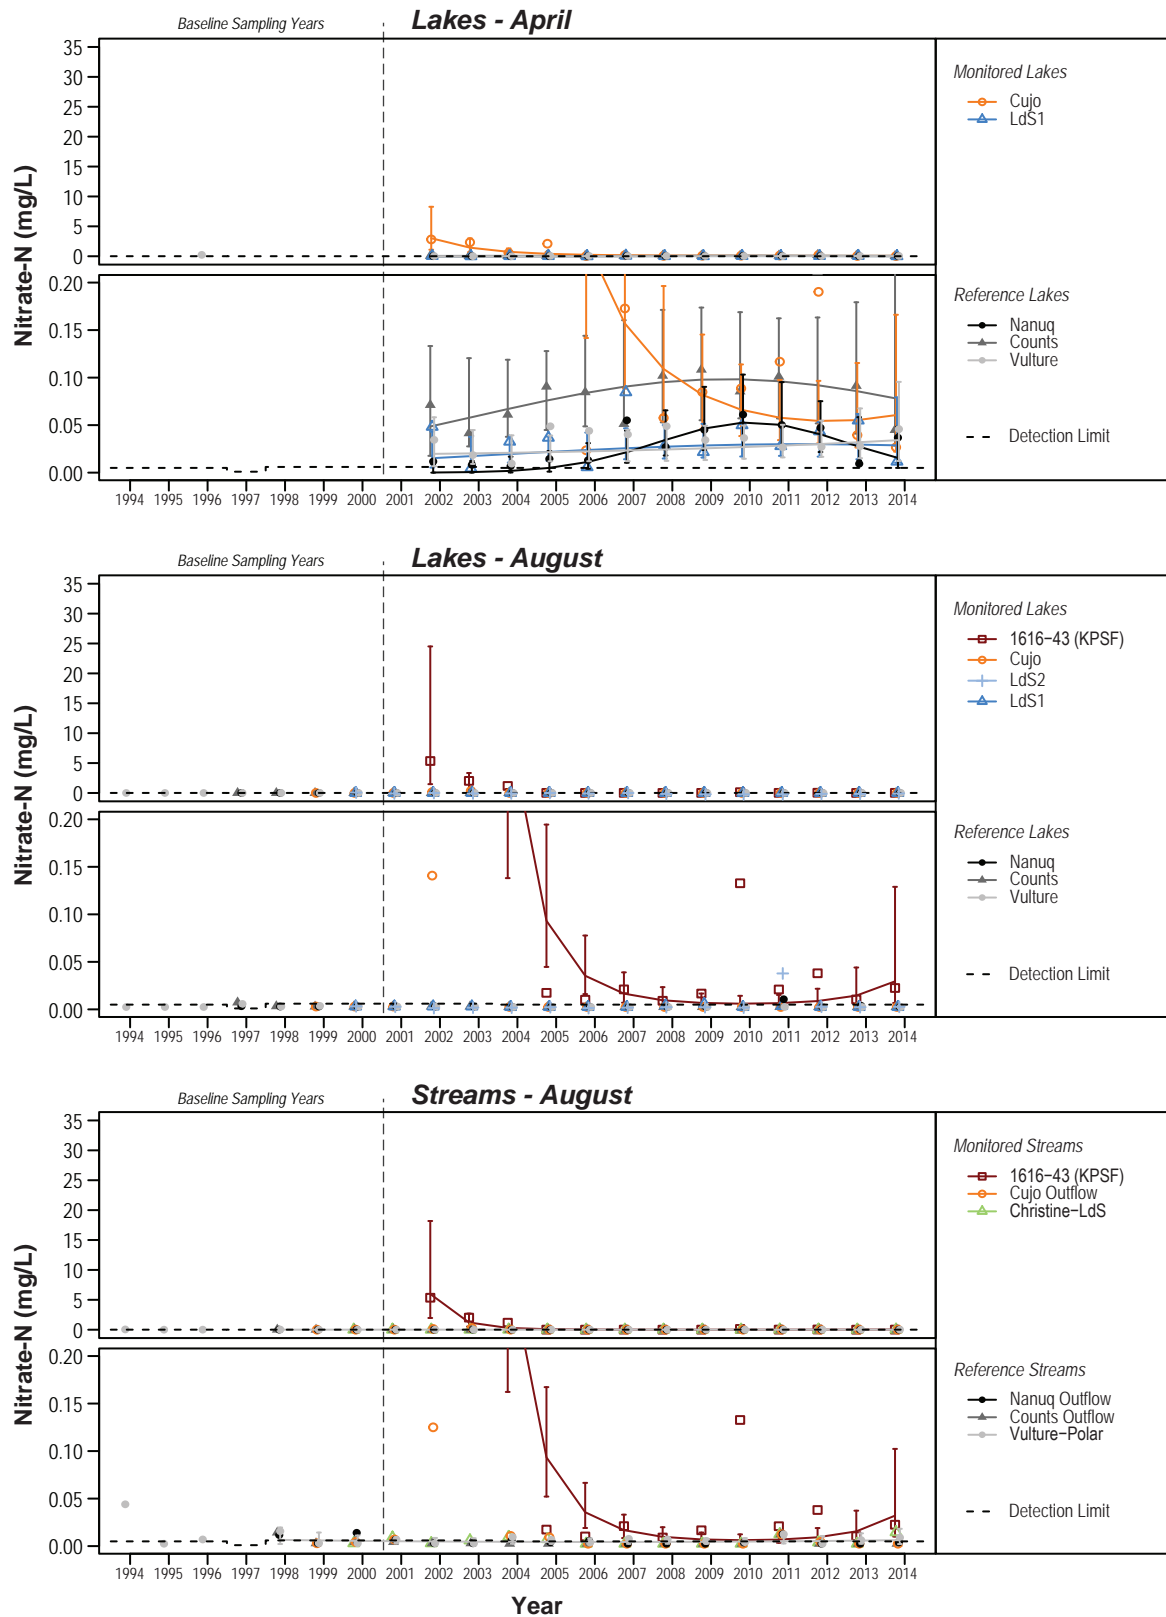 Baseline Sampling Years
Lakes - April
Nitrate-N (mg/L)
35
30
25
20
15
10
5
0
0.20
0.15
0.10
0.05
0.00
1994 1995 1996 1997 1998 1999 2000 2001 2002 2003 2004 2005 2006 2007 2008 2009 2010 2011 2012 2013 2014
Monitored Lakes
Cujo
LdS1
Reference Lakes
Nanuq
Counts
Vulture
Detection Limit
Baseline Sampling Years
Lakes - August
Nitrate-N (mg/L)
35
30
25
20
15
10
5
0
0.20
0.15
0.10
0.05
0.00
1994 1995 1996 1997 1998 1999 2000 2001 2002 2003 2004 2005 2006 2007 2008 2009 2010 2011 2012 2013 2014
Monitored Lakes
1616−43 (KPSF)
Cujo
LdS2
LdS1
Reference Lakes
Nanuq
Counts
Vulture
Detection Limit
Baseline Sampling Years
Streams - August
Nitrate-N (mg/L)
35
30
25
20
15
10
5
0
0.20
0.15
0.10
0.05
0.00
1994 1995 1996 1997 1998 1999 2000 2001 2002 2003 2004 2005 2006 2007 2008 2009 2010 2011 2012 2013 2014
Year
Monitored Streams
1616−43 (KPSF)
Cujo Outflow
Christine−LdS
Reference Streams
Nanuq Outflow
Counts Outflow
Vulture−Polar
Detection Limit